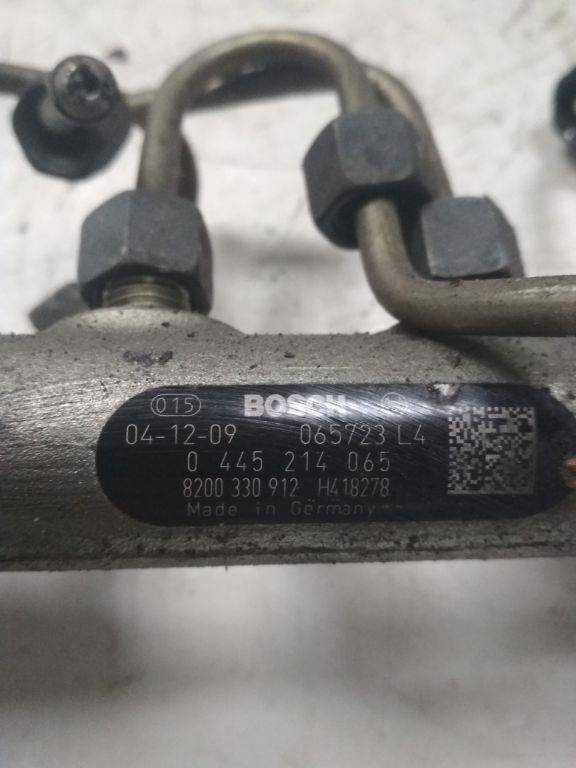 015 BOSCH
04-12-09 065723 L4
0 445 214 065
8200 330 912 H418278
Made in Germany